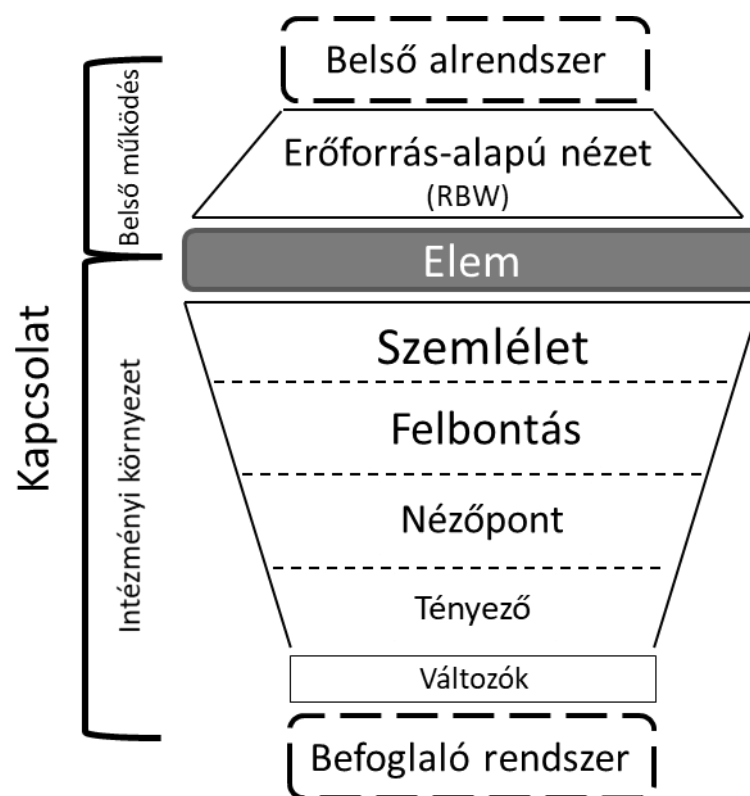 Kapcsolat
Belső működés
Intézményi környezet
Belső alrendszer
Erőforrás-alapú nézet
(RBW)
Elem
Szemlélet
Felbontás
Nézőpont
Tényező
Változók
Befoglaló rendszer